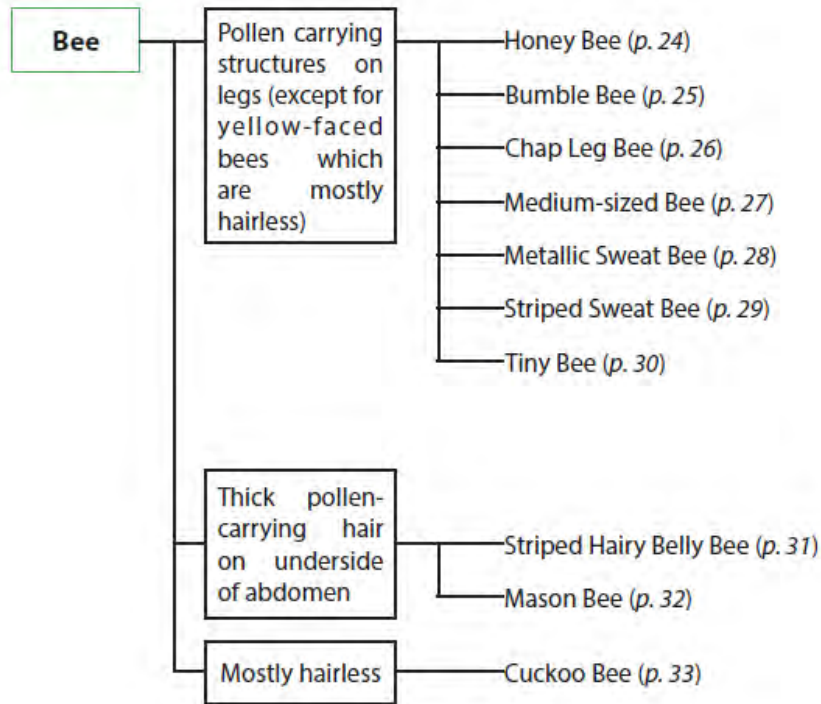 Bee
Pollen carrying
structures on
legs (except for
yellow-faced
bees which
are mostly
hairless)
Honey Bee (p. 24)
Bumble Bee (p. 25)
Chap Leg Bee (p. 26)
Medium-sized Bee (p. 27)
Metallic Sweat Bee (p. 28)
Striped Sweat Bee (p. 29)
Tiny Bee (p. 30)
Thick pollen-
carrying hair
on underside
of abdomen
Striped Hairy Belly Bee (p. 31)
Mason Bee (p. 32)
Mostly hairless
Cuckoo Bee (p. 33)